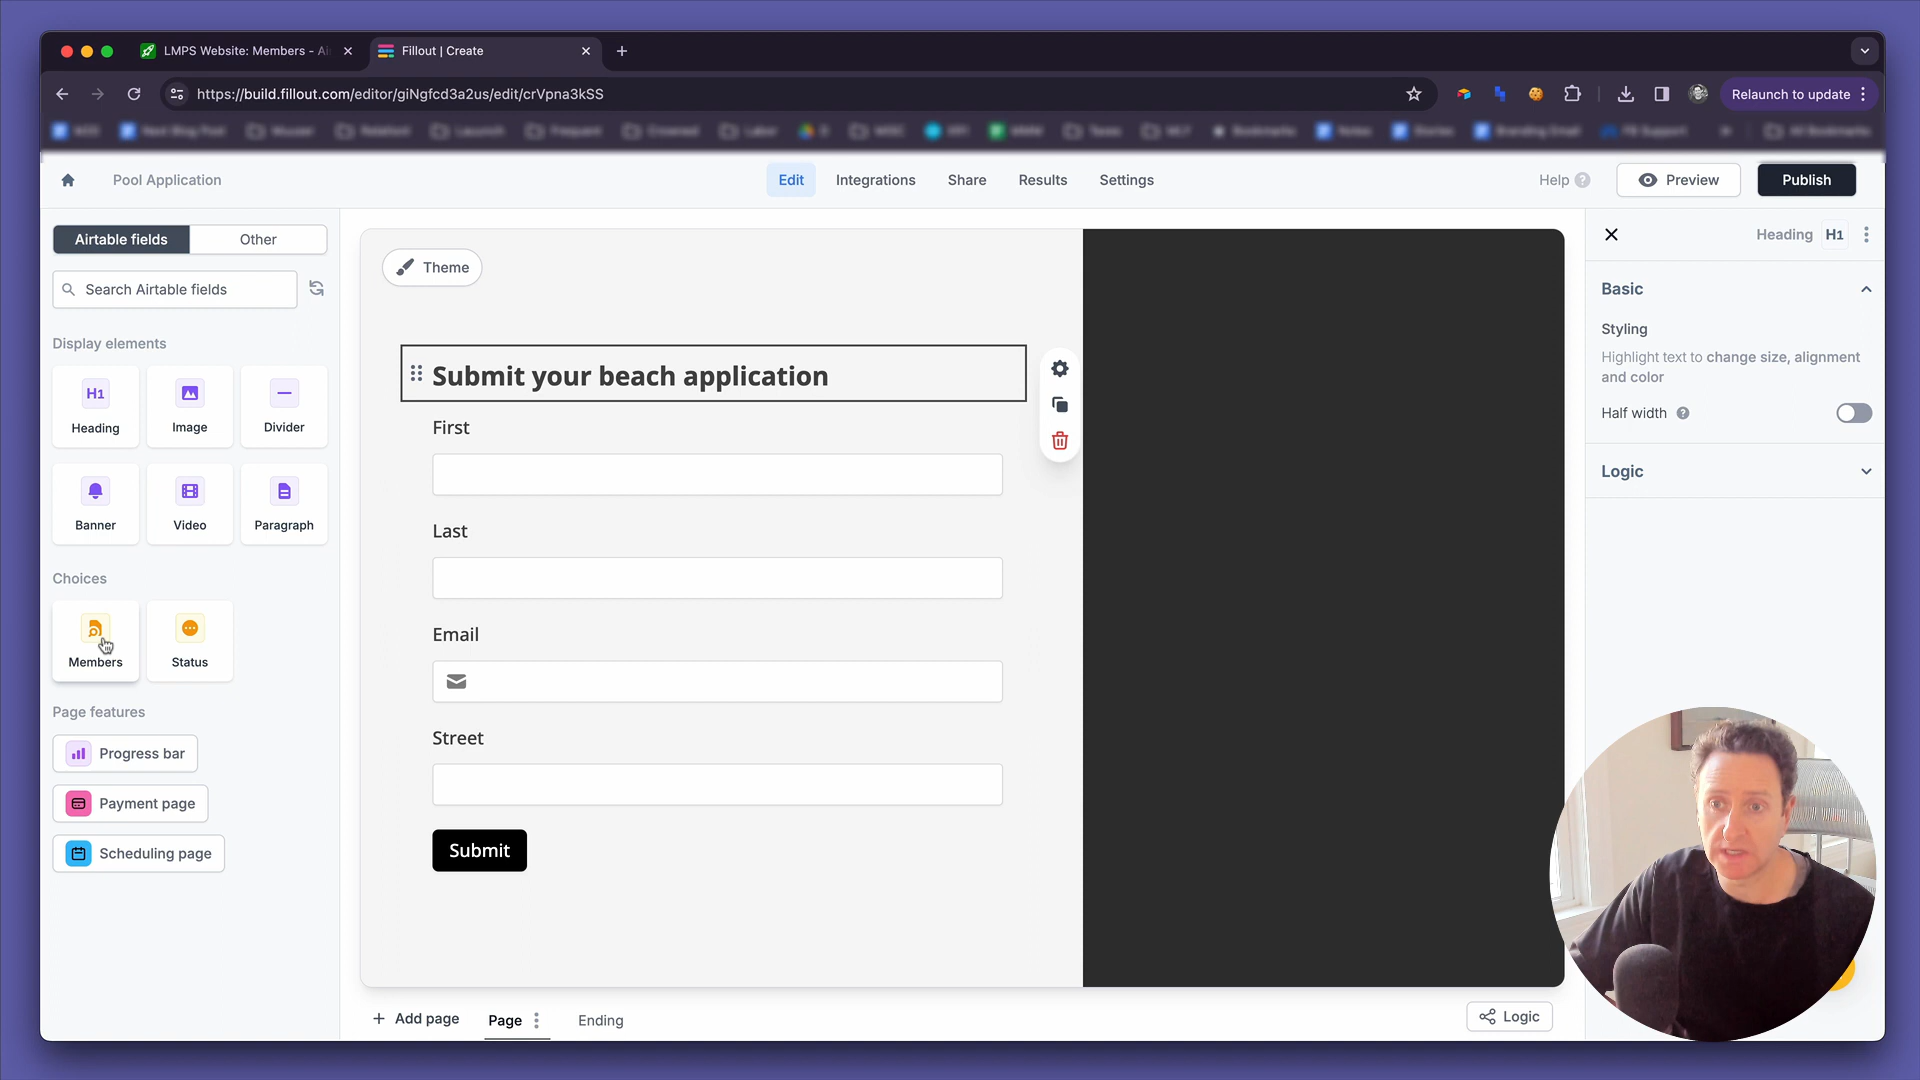 LMPS Website: Members - Ai
Fillout | Create
https://build.fillout.com/editor/giNgfcd3a2us/edit/crVpna3kSS
Relaunch to update
Pool Application
Edit
Integrations
Share
Results
Settings
Help
Preview
Publish
Airtable fields
Other
Search Airtable fields
Display elements
H1
Heading
Image
Divider
Banner
Video
Paragraph
Choices
Members
Status
Page features
Progress bar
Payment page
Scheduling page
Theme
Submit your beach application
First
Last
Email
Street
Submit
Add page
Page
Ending
Logic
Heading H1
Basic
Styling
Highlight text to change size, alignment
and color
Half width
Logic